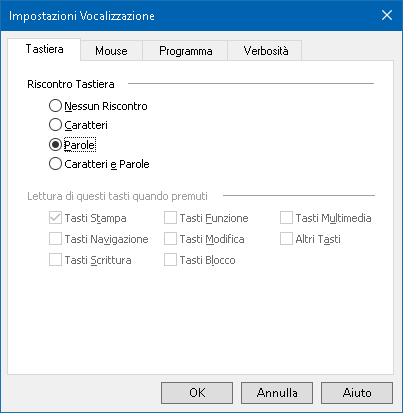 Impostazioni Vocalizzazione
Tastiera Mouse Programma Verbosità
Riscontro Tastiera
Nessun Riscontro
Caratteri
Parole
Caratteri e Parole
Lettura di questi tasti quando premuti
Tasti Stampa Tasti Funzione Tasti Multimedia
Tasti Navigazione Tasti Modifica Altri Tasti
Tasti Scrittura Tasti Blocco
OK Annulla Aiuto